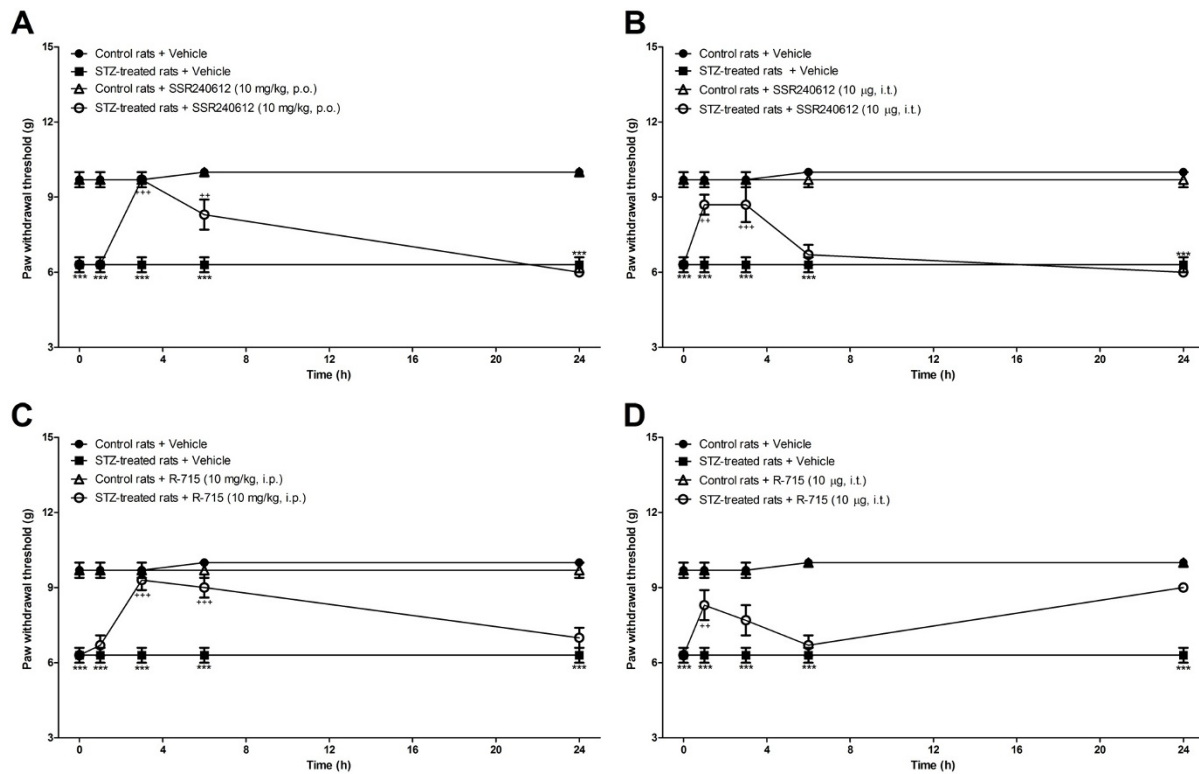 A
Control rats + Vehicle
STZ-treated rats + Vehicle
Control rats + SSR240612 (10 mg/kg, p.o.)
STZ-treated rats + SSR240612 (10 mg/kg, p.o.)
Paw withdrawal threshold (g)
15
12
9
6
3
+++
++
***
***
***
***
***
0
4
8
12
16
20
24
Time (h)
B
Control rats + Vehicle
STZ-treated rats + Vehicle
Control rats + SSR240612 (10 μg, i.t.)
STZ-treated rats + SSR240612 (10 μg, i.t.)
Paw withdrawal threshold (g)
15
12
9
6
3
++
+++
***
***
***
***
***
0
4
8
12
16
20
24
Time (h)
C
Control rats + Vehicle
STZ-treated rats + Vehicle
Control rats + R-715 (10 mg/kg, i.p.)
STZ-treated rats + R-715 (10 mg/kg, i.p.)
Paw withdrawal threshold (g)
15
12
9
6
3
+++
+++
***
***
***
***
***
0
4
8
12
16
20
24
Time (h)
D
Control rats + Vehicle
STZ-treated rats + Vehicle
Control rats + R-715 (10 μg, i.t.)
STZ-treated rats + R-715 (10 μg, i.t.)
Paw withdrawal threshold (g)
15
12
9
6
3
++
***
***
***
***
***
0
4
8
12
16
20
24
Time (h)